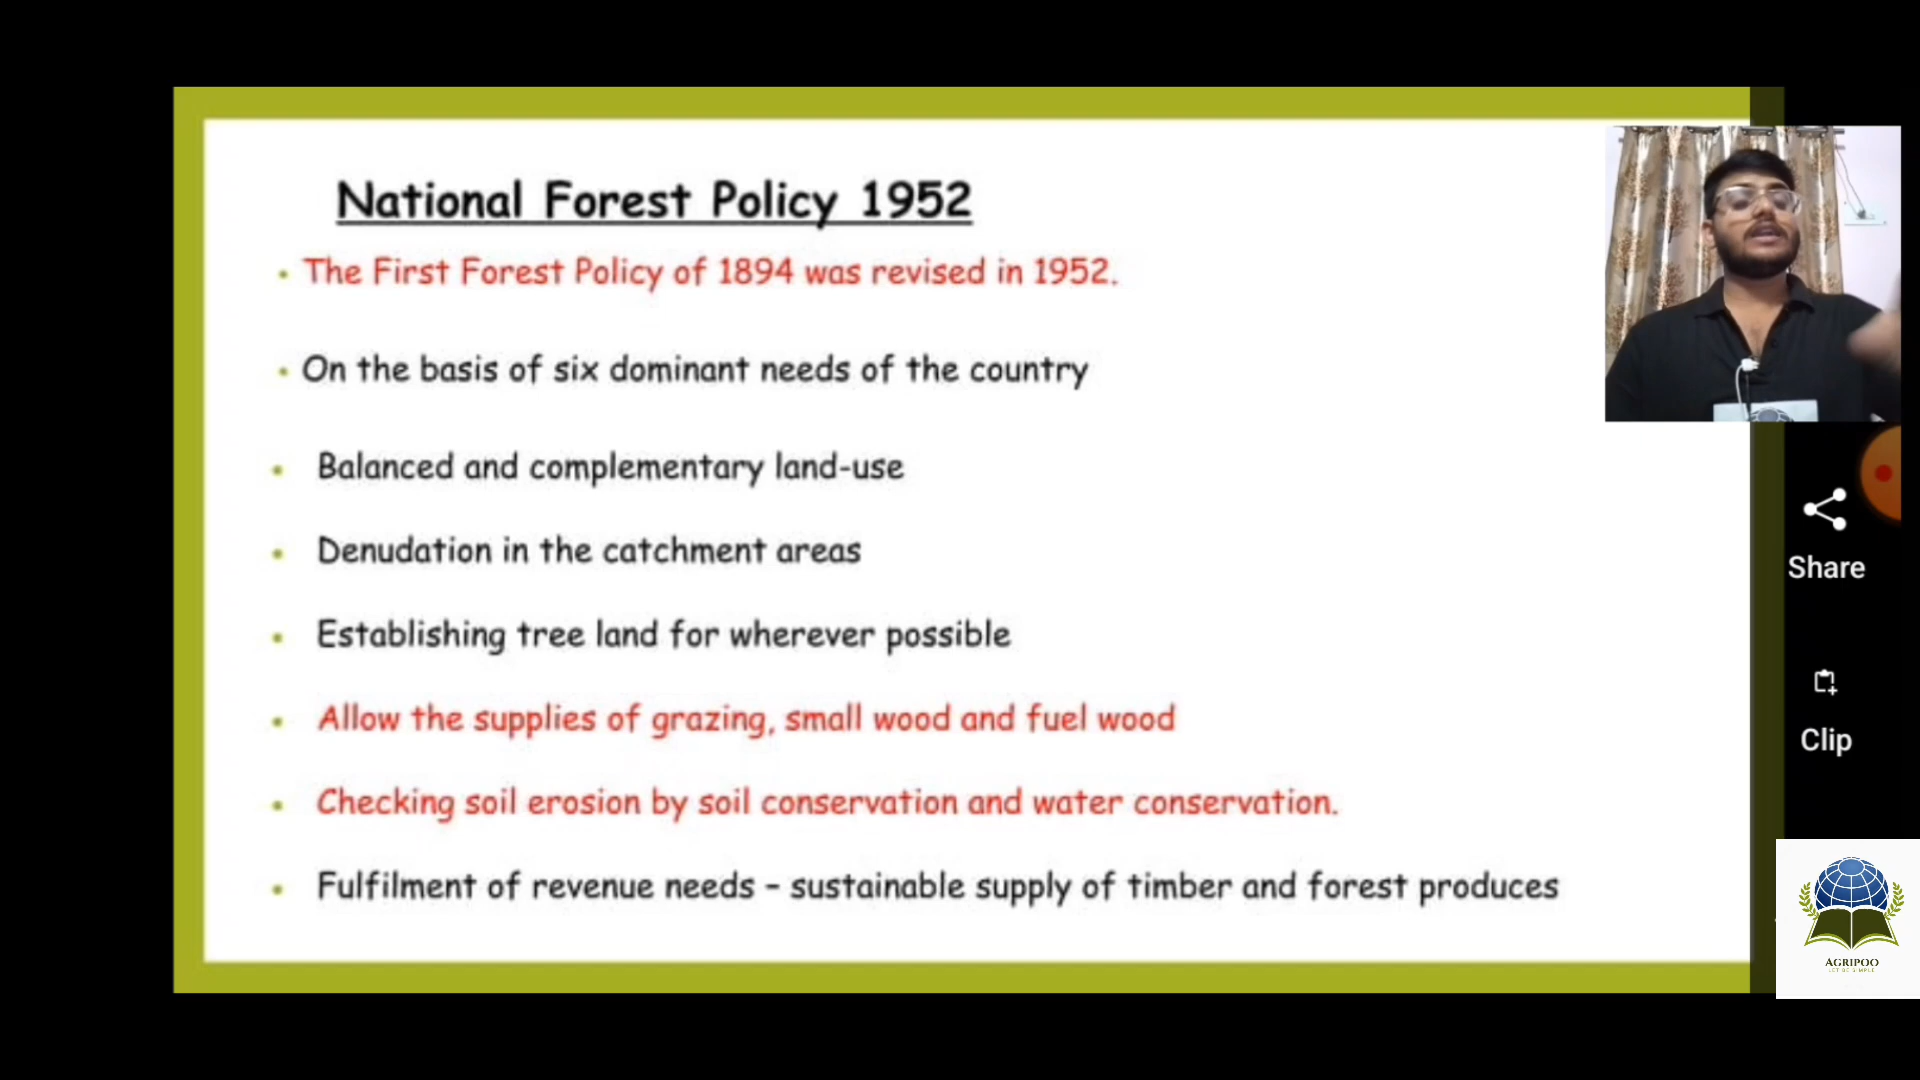 National Forest Policy 1952
• The First Forest Policy of 1894 was revised in 1952.
• On the basis of six dominant needs of the country
• Balanced and complementary land-use
• Denudation in the catchment areas
• Establishing tree land for wherever possible
• Allow the supplies of grazing, small wood and fuel wood
• Checking soil erosion by soil conservation and water conservation.
• Fulfilment of revenue needs – sustainable supply of timber and forest produces
Share
Clip
AGRIPOO
LET BE SIMPLE